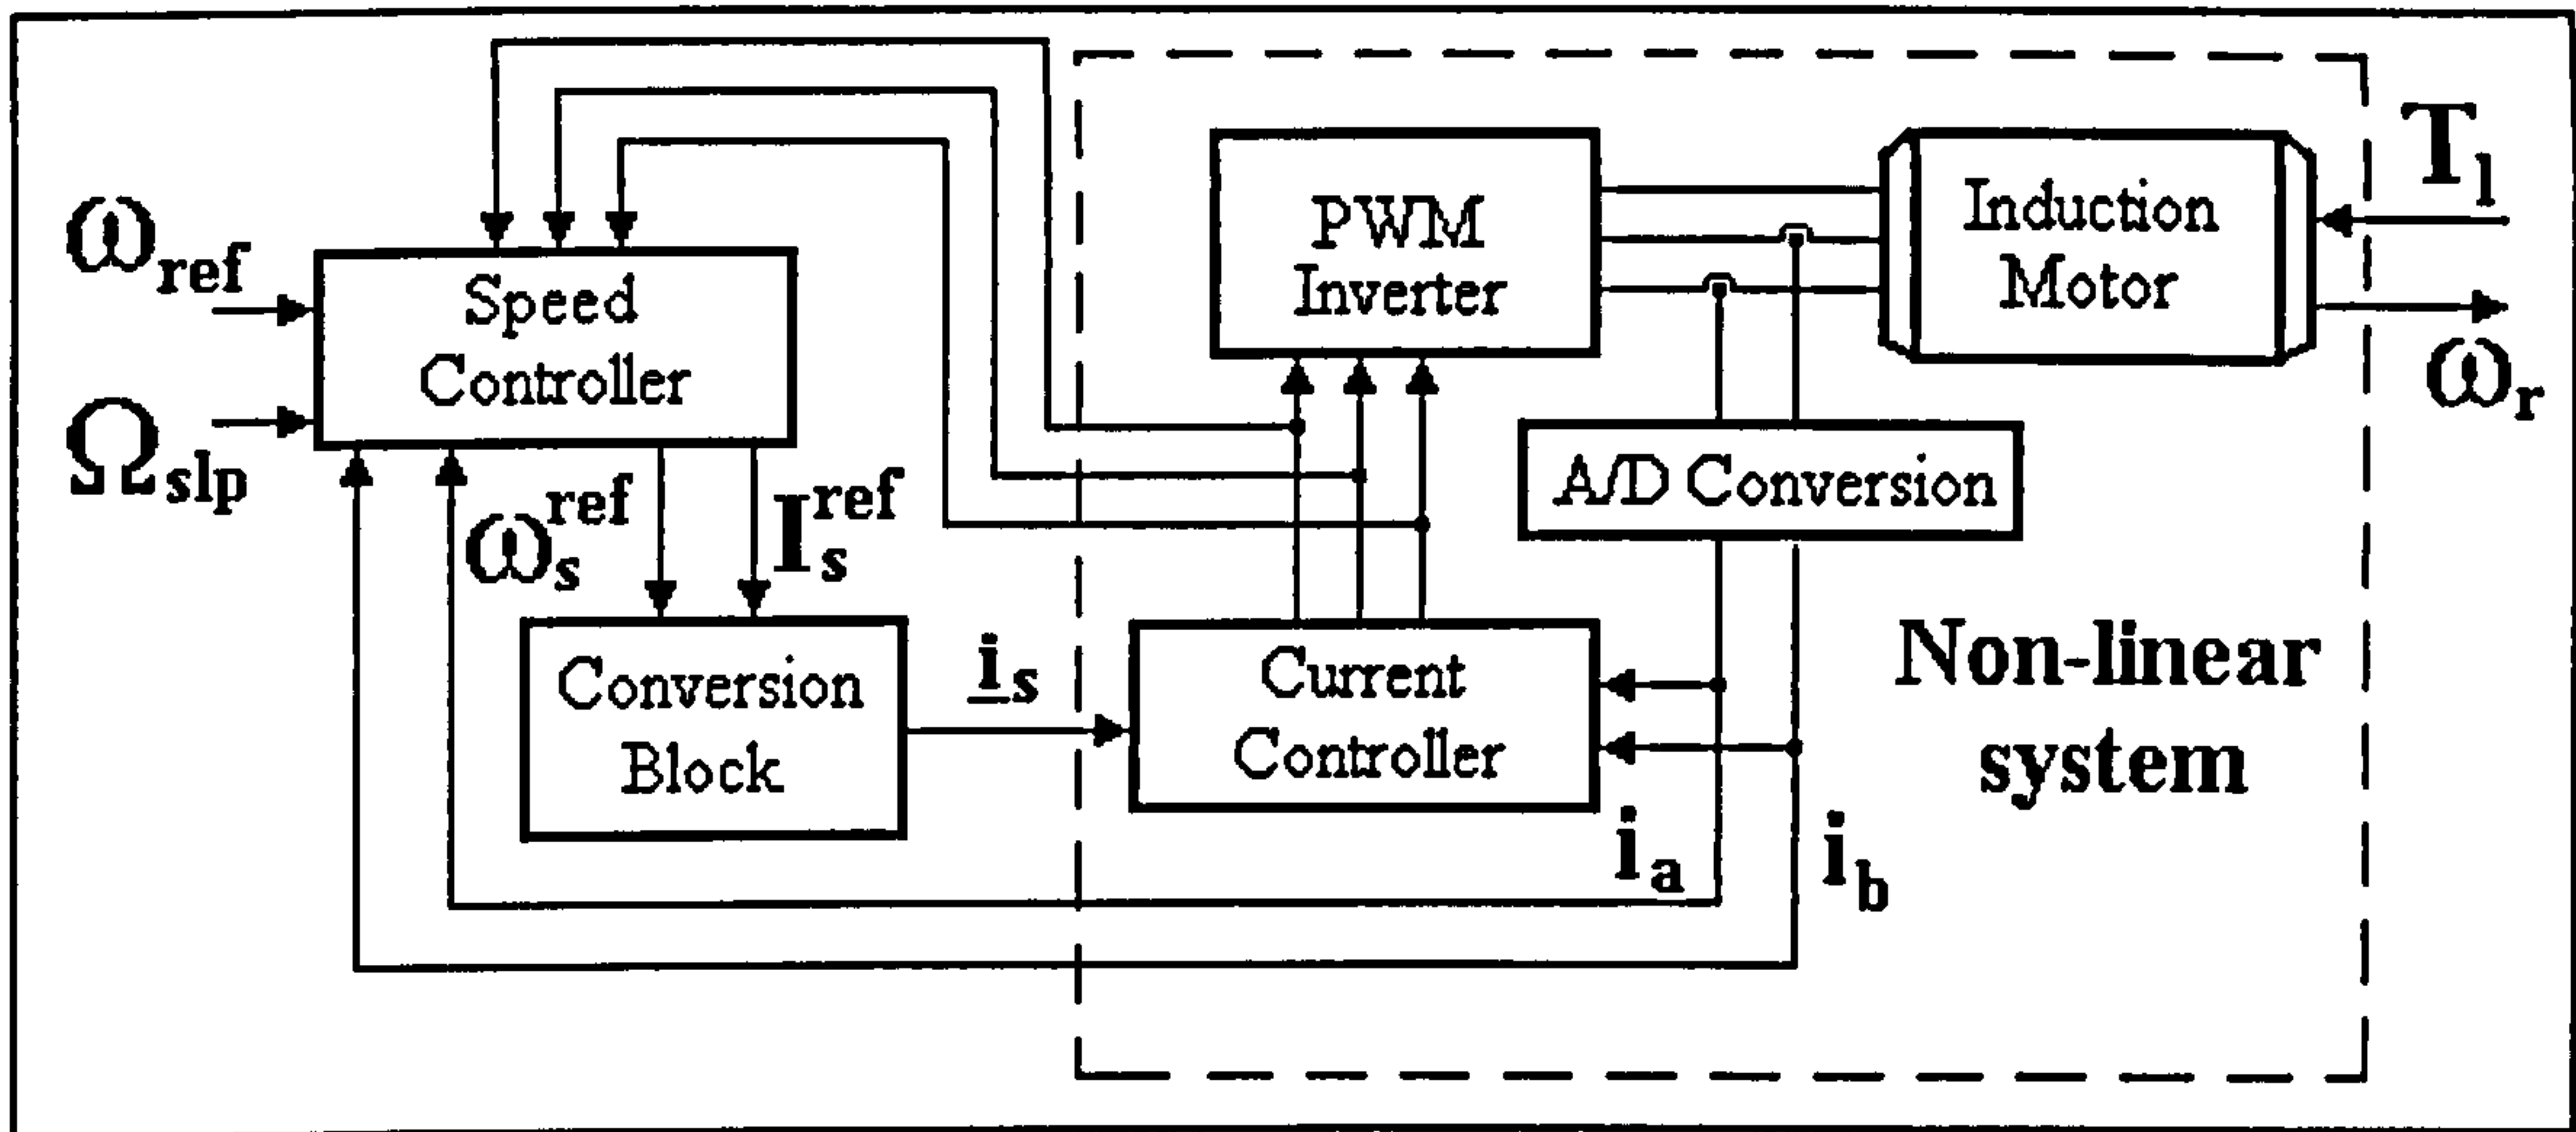 ω_ref
Ω_slp
Speed
Controller
ω_s^ref
I_s^ref
Conversion
Block
i_s
PWM
Inverter
Induction
Motor
T_l
ω_r
A/D Conversion
Current
Controller
i_a
i_b
Non-linear
system